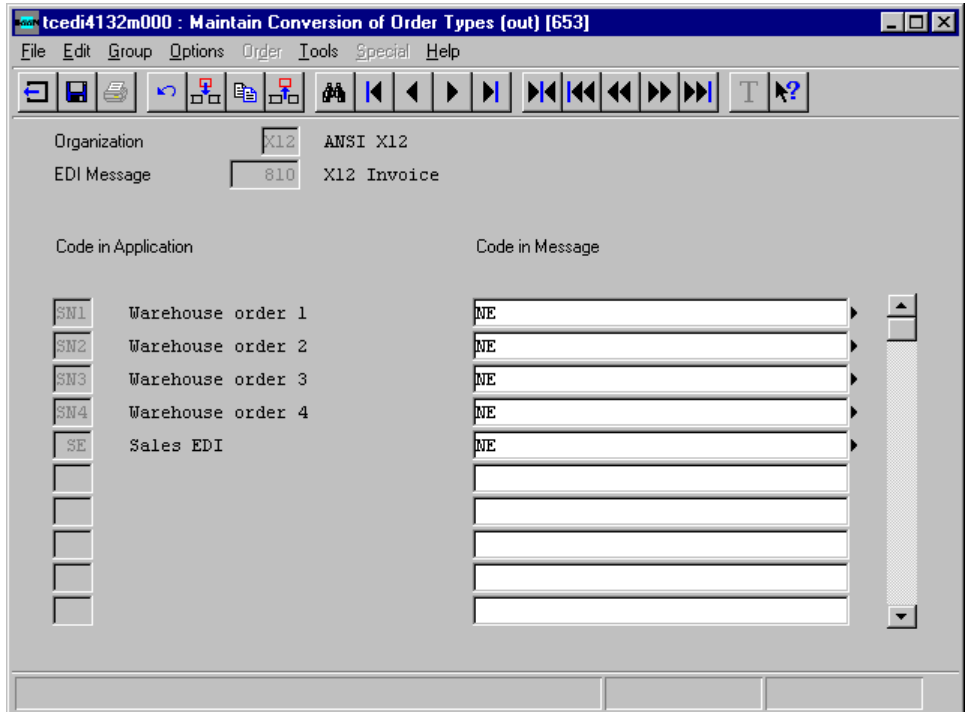 tcedi4132m000 : Maintain Conversion of Order Types (out) [653]
File Edit Group Options Order Tools Special Help
T ?
Organization X12 ANSI X12
EDI Message 810 X12 Invoice
Code in Application Code in Message
SN1 Warehouse order 1 NE
SN2 Warehouse order 2 NE
SN3 Warehouse order 3 NE
SN4 Warehouse order 4 NE
SE Sales EDI NE